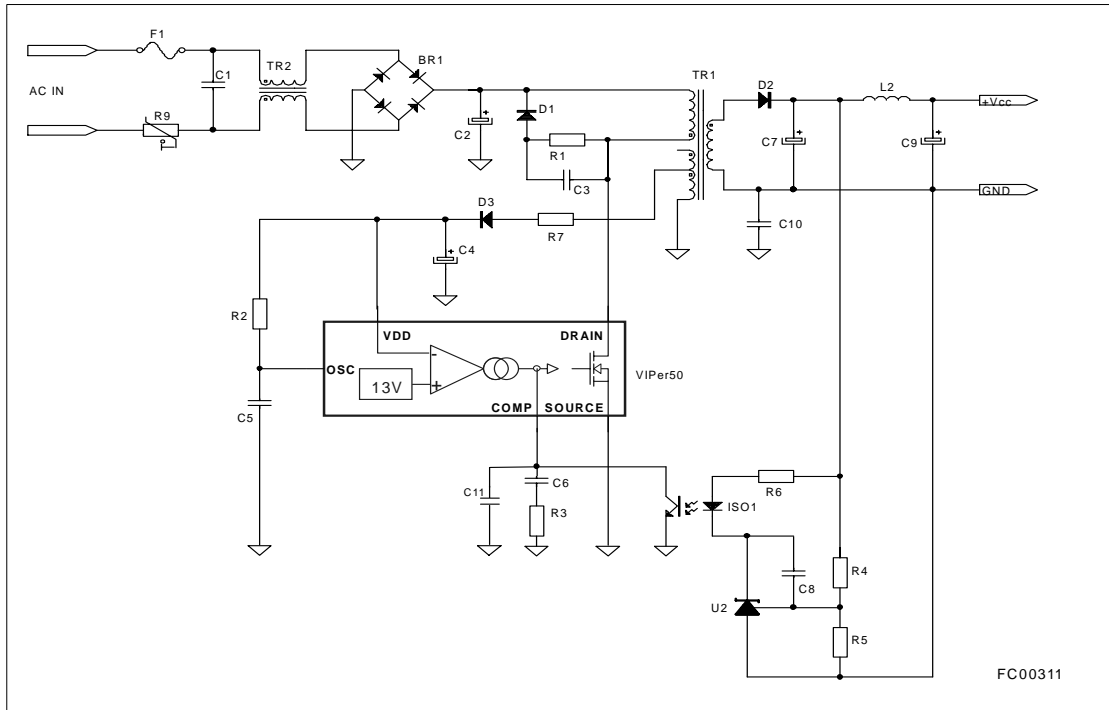 F1
TR2
BR1
C1
AC IN
R9
C2
D1
R1
C3
TR1
D2
L2
+Vcc
C7
C9
GND
C10
D3
R7
C4
R2
VDD
DRAIN
OSC
-
+
13V
VIPer50
COMP SOURCE
C5
C11
C6
R3
R6
ISO1
C8
R4
U2
R5
FC00311